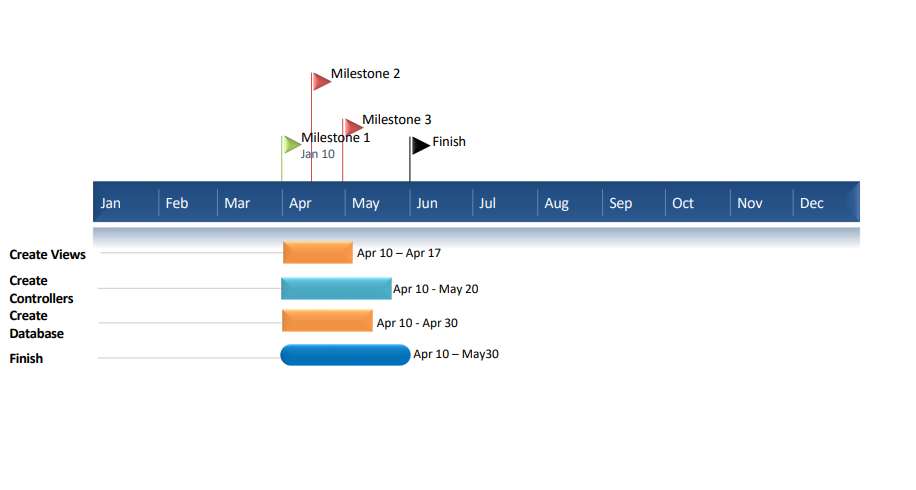 Milestone 2
Milestone 3
Milestone 1
Finish
Jan 10
Jan Feb Mar Apr May Jun Jul Aug Sep Oct Nov Dec
Create Views
Apr 10 – Apr 17
Create
Controllers
Apr 10 - May 20
Create
Database
Apr 10 - Apr 30
Finish
Apr 10 – May30